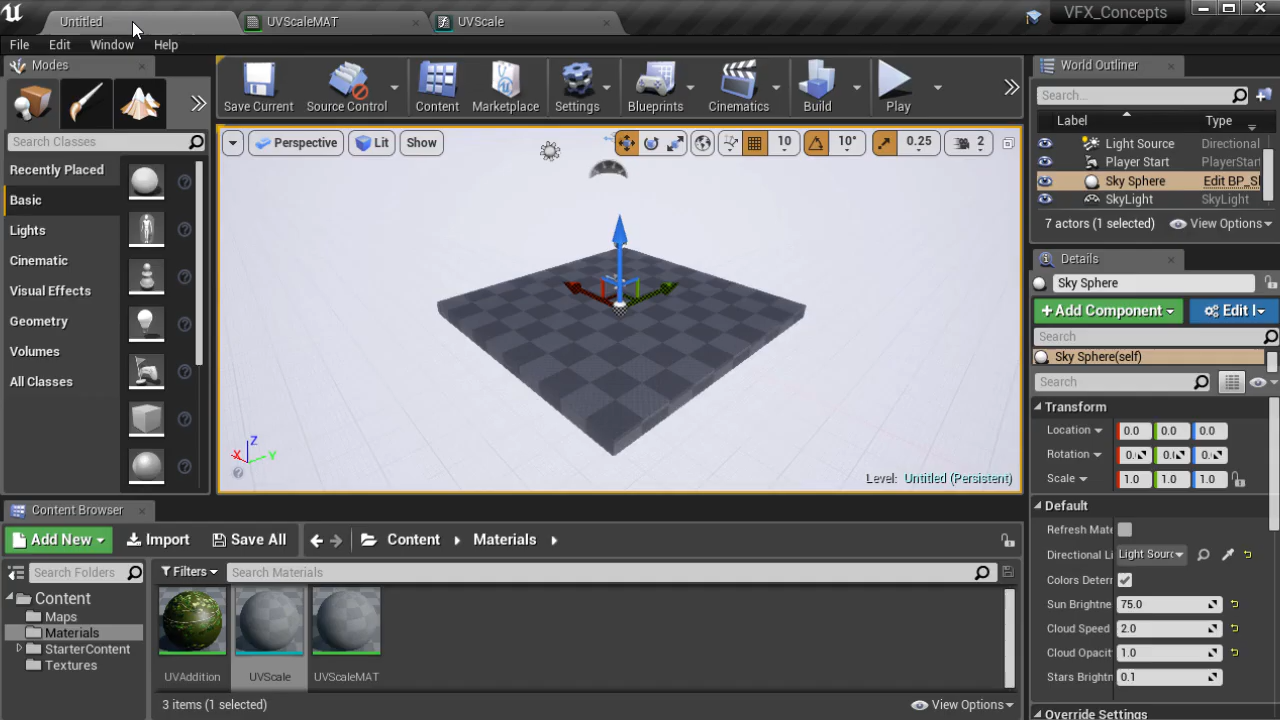 Untitled
UVScaleMAT
UVScale
VFX_Concepts
File Edit Window Help
Modes
Search Classes
Recently Placed
Basic
Lights
Cinematic
Visual Effects
Geometry
Volumes
All Classes
Save Current
Source Control
Content
Marketplace
Settings
Blueprints
Cinematics
Build
Play
Perspective
Lit
Show
10
10°
0.25
2
X Z Y
Level: Untitled (Persistent)
World Outliner
Search...
Label Type
Light Source Directional
Player Start PlayerStart
Sky Sphere Edit BP_Sk
SkyLight SkyLight
7 actors (1 selected) View Options
Details
Sky Sphere
+Add Component Edit
Search
Sky Sphere(self)
Search
Transform
Location 0.0 0.0 0.0
Rotation
Scale 1.0 1.0 1.0
Default
Refresh Mate
Directional Li Light Sourc
Colors Determ
Sun Brightne 75.0
Cloud Speed 2.0
Cloud Opacit 1.0
Stars Brightn 0.1
Override Settings
Content Browser
Add New Import Save All Content Materials
Search Folders
Filters
Search Materials
Content
Maps
Materials
StarterContent
Textures
UVAddition
UVScale
UVScaleMAT
3 items (1 selected)
View Options